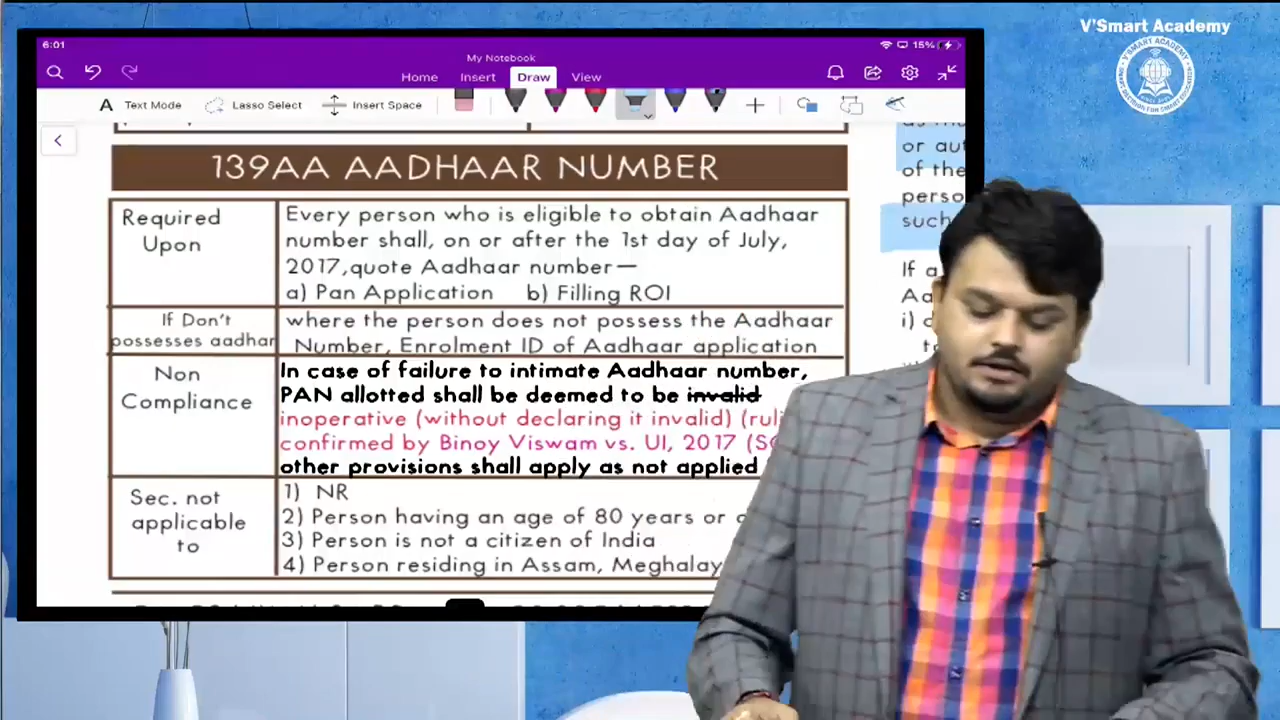 V'Smart Academy
6:01
15%
My Notebook
Home Insert Draw View
Text Mode Lasso Select Insert Space
139AA AADHAAR NUMBER
Required Upon
Every person who is eligible to obtain Aadhaar
number shall, on or after the 1st day of July,
2017,quote Aadhaar number—
a) Pan Application b) Filling ROI
If Don't possesses aadhar
where the person does not possess the Aadhaar
Number, Enrolment ID of Aadhaar application
Non Compliance
In case of failure to intimate Aadhaar number,
PAN allotted shall be deemed to be invalid
inoperative (without declaring it invalid) (ruli
confirmed by Binoy Viswam vs. UI, 2017 (SC
other provisions shall apply as not applied
Sec. not applicable to
1) NR
2) Person having an age of 80 years or
3) Person is not a citizen of India
4) Person residing in Assam, Meghalay
or aut
of the
perso
such
If a
Aa
i)